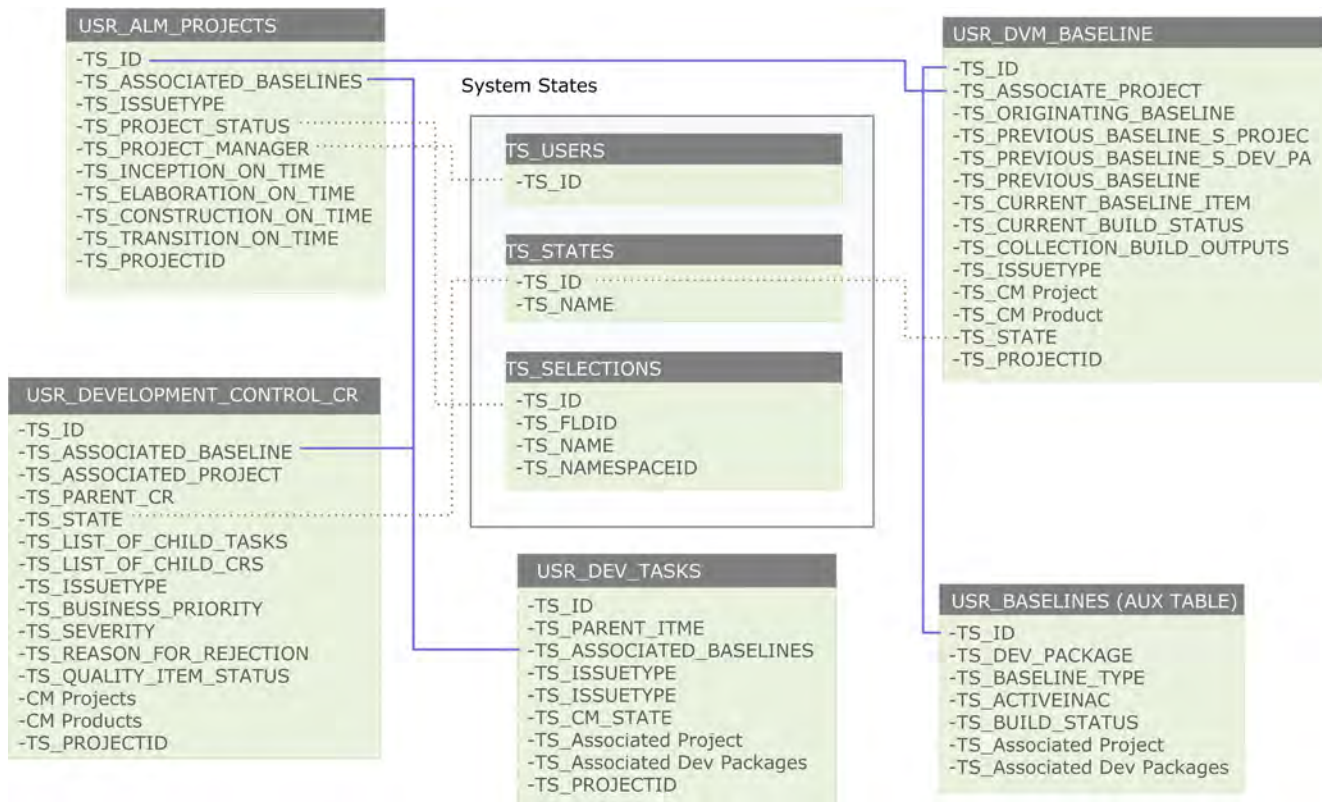 USR_ALM_PROJECTS
-TS_ID
-TS_ASSOCIATED_BASELINES
-TS_ISSUETYPE
-TS_PROJECT_STATUS
-TS_PROJECT_MANAGER
-TS_INCEPTION_ON_TIME
-TS_ELABORATION_ON_TIME
-TS_CONSTRUCTION_ON_TIME
-TS_TRANSITION_ON_TIME
-TS_PROJECTID
System States
TS_USERS
-TS_ID
TS_STATES
-TS_ID
-TS_NAME
TS_SELECTIONS
-TS_ID
-TS_FLDID
-TS_NAME
-TS_NAMESPACEID
USR_DVM_BASELINE
-TS_ID
-TS_ASSOCIATE_PROJECT
-TS_ORIGINATING_BASELINE
-TS_PREVIOUS_BASELINE_S_PROJEC
-TS_PREVIOUS_BASELINE_S_DEV_PA
-TS_PREVIOUS_BASELINE
-TS_CURRENT_BASELINE_ITEM
-TS_CURRENT_BUILD_STATUS
-TS_COLLECTION_BUILD_OUTPUTS
-TS_ISSUETYPE
-TS_CM Project
-TS_CM Product
-TS_STATE
-TS_PROJECTID
USR_DEVELOPMENT_CONTROL_CR
-TS_ID
-TS_ASSOCIATED_BASELINE
-TS_ASSOCIATED_PROJECT
-TS_PARENT_CR
-TS_STATE
-TS_LIST_OF_CHILD_TASKS
-TS_LIST_OF_CHILD_CRS
-TS_ISSUETYPE
-TS_BUSINESS_PRIORITY
-TS_SEVERITY
-TS_REASON_FOR_REJECTION
-TS_QUALITY_ITEM_STATUS
-CM Projects
-CM Products
-TS_PROJECTID
USR_DEV_TASKS
-TS_ID
-TS_PARENT_ITME
-TS_ASSOCIATED_BASELINES
-TS_ISSUETYPE
-TS_ISSUETYPE
-TS_CM_STATE
-TS_Associated Project
-TS_Associated Dev Packages
-TS_PROJECTID
USR_BASELINES (AUX TABLE)
-TS_ID
-TS_DEV_PACKAGE
-TS_BASELINE_TYPE
-TS_ACTIVEINAC
-TS_BUILD_STATUS
-TS_Associated Project
-TS_Associated Dev Packages